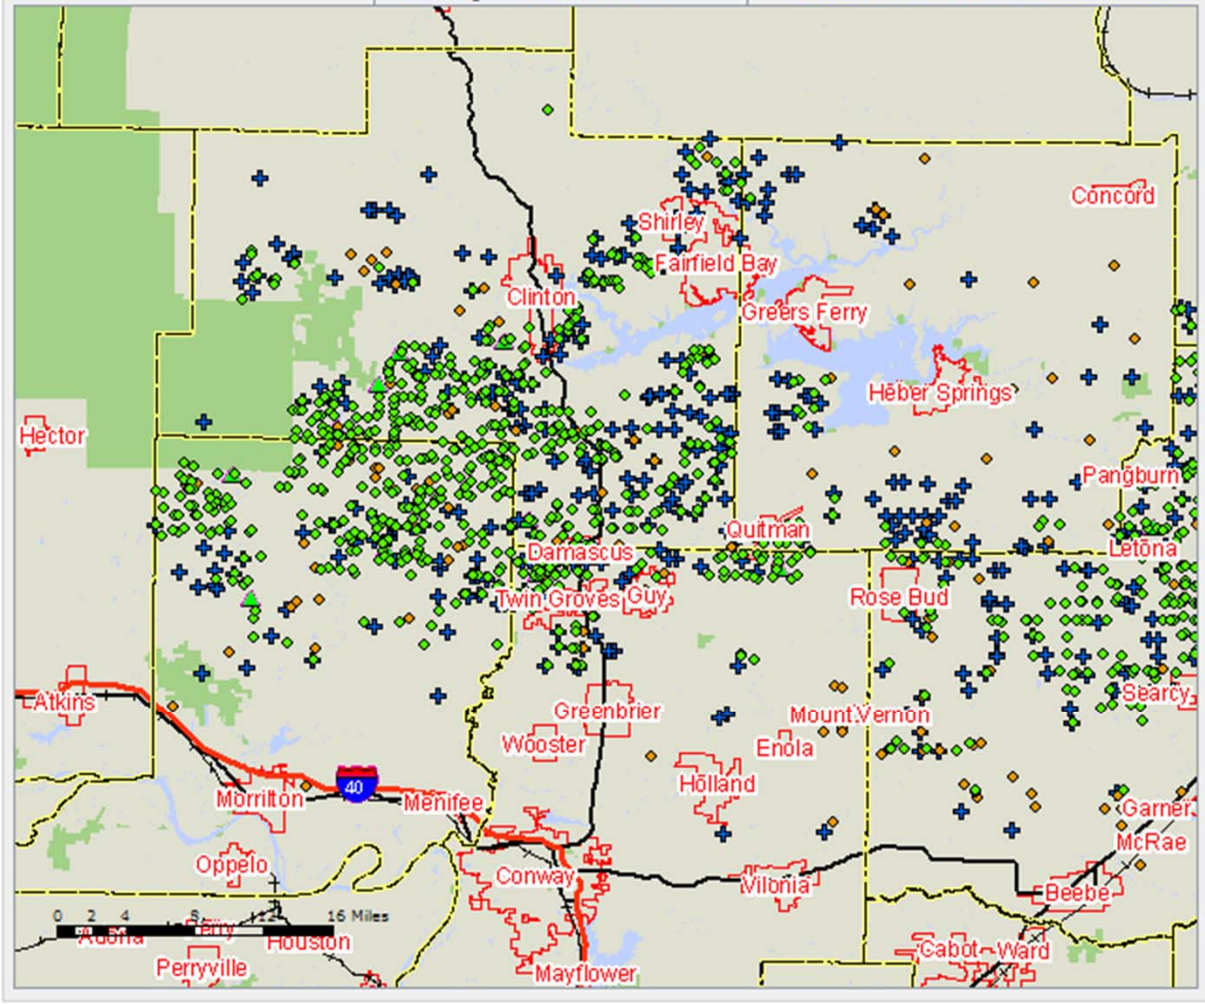 Concord
Shirley
Fairfield Bay
Clinton
Greers Ferry
Heber Springs
Hector
Pangburn
Quitman
Damascus
Letona
Twin Groves
Guy
Rose Bud
Atkins
Searcy
Greenbrier
Mount Vernon
Wooster
Enola
Holland
40
Morrilton
Menifee
Garner
McRae
Oppelo
Conway
Vilonia
Beebe
0 2 4 8 12 16 Miles
Adona
Perry
Houston
Cabot
Ward
Perryville
Mayflower